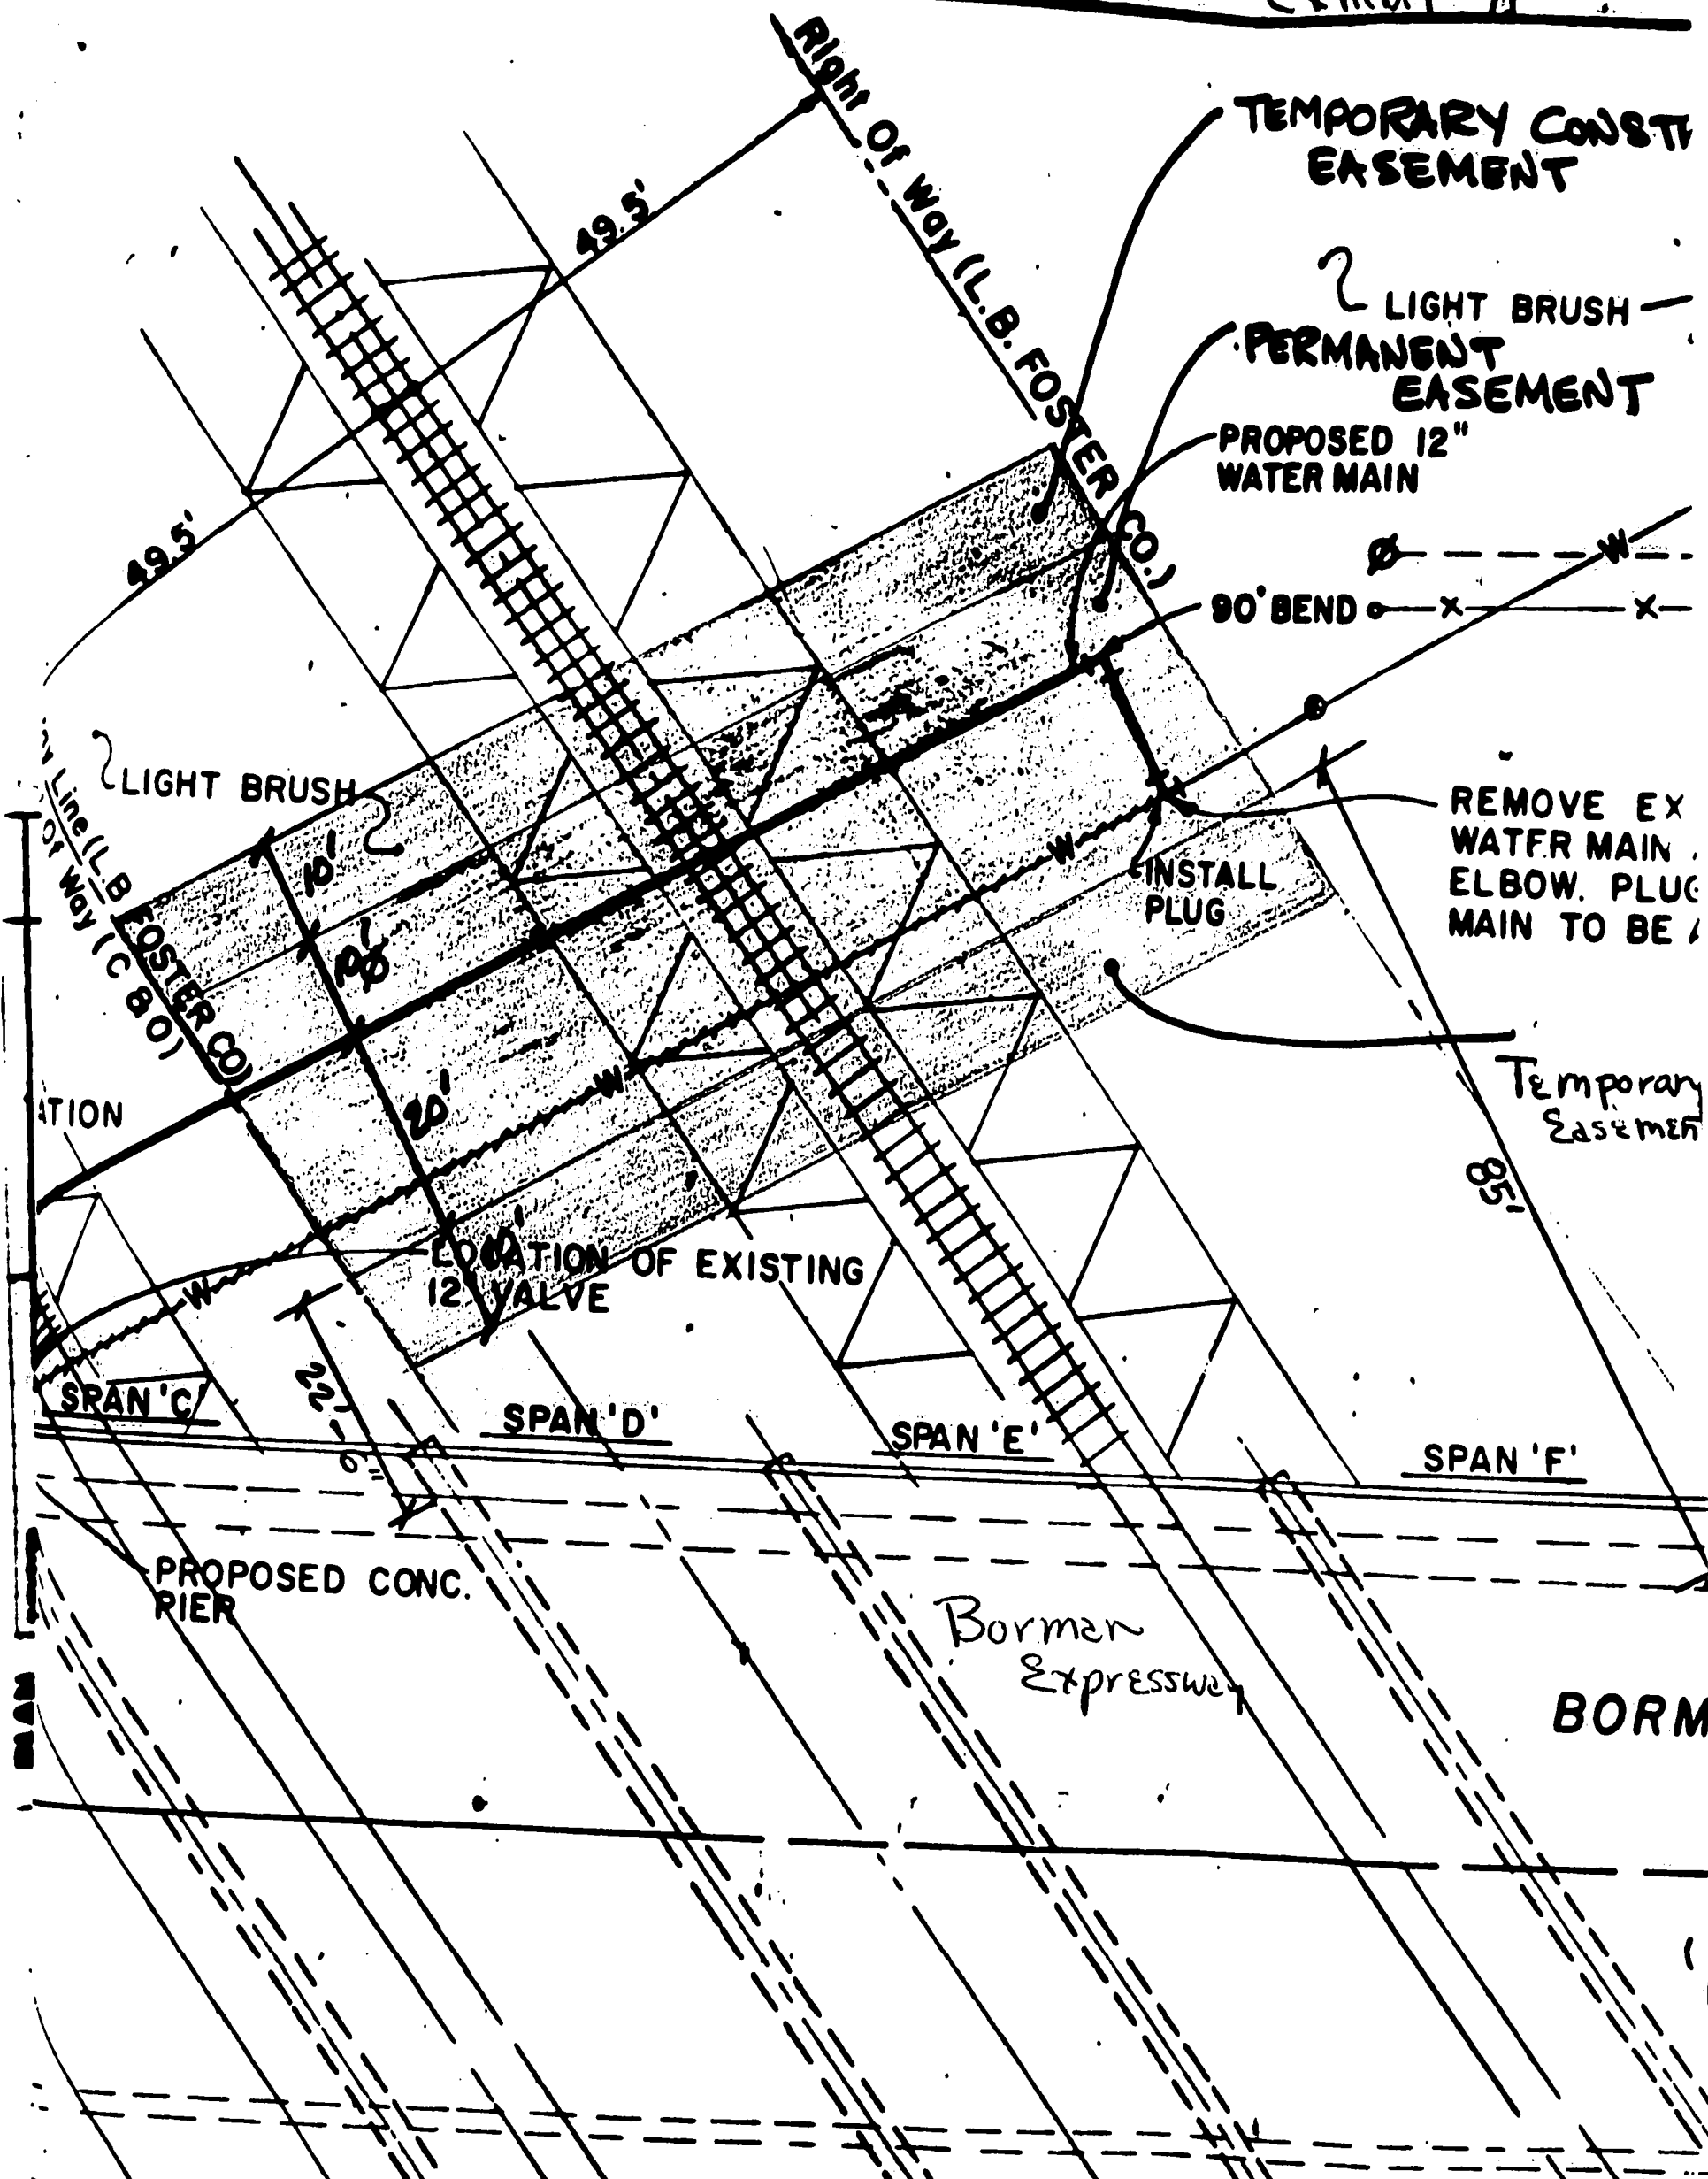 Right Of Way (L.B. FOSTER CO.)
TEMPORARY CONST
EASEMENT
LIGHT BRUSH
PERMANENT
EASEMENT
PROPOSED 12"
WATER MAIN
49.5'
49.5'
W
90° BEND
X
X
LIGHT BRUSH
Line (L.B. FOSTER CO.)
Of Way (C & O)
10'
10'
20'
10'
W
W
W
INSTALL
PLUG
REMOVE EX
WATER MAIN
ELBOW. PLUG
MAIN TO BE
Temporary
Easemen
85'
ATION
LOCATION OF EXISTING
12" VALVE
22'-6"
SPAN 'C'
SPAN 'D'
SPAN 'E'
SPAN 'F'
PROPOSED CONC.
PIER
Borman
Expressway
BORM